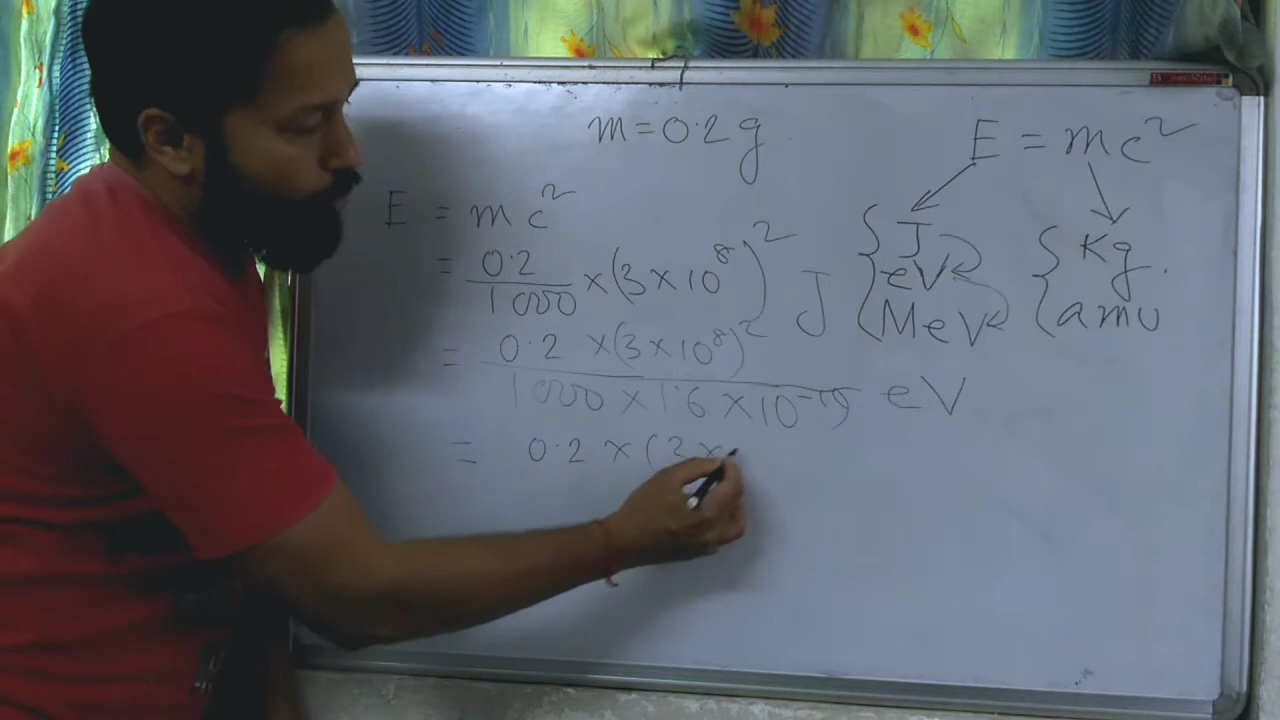 m = 0.2 g
E = mc²
E = mc²
= 0.2/1000 × (3 × 10⁸)² J
{ J
eV
MeV
{ Kg.
amu
= 0.2 × (3 × 10⁸)² / 1000 × 1.6 × 10⁻¹⁹ eV
= 0.2 × (3 ×